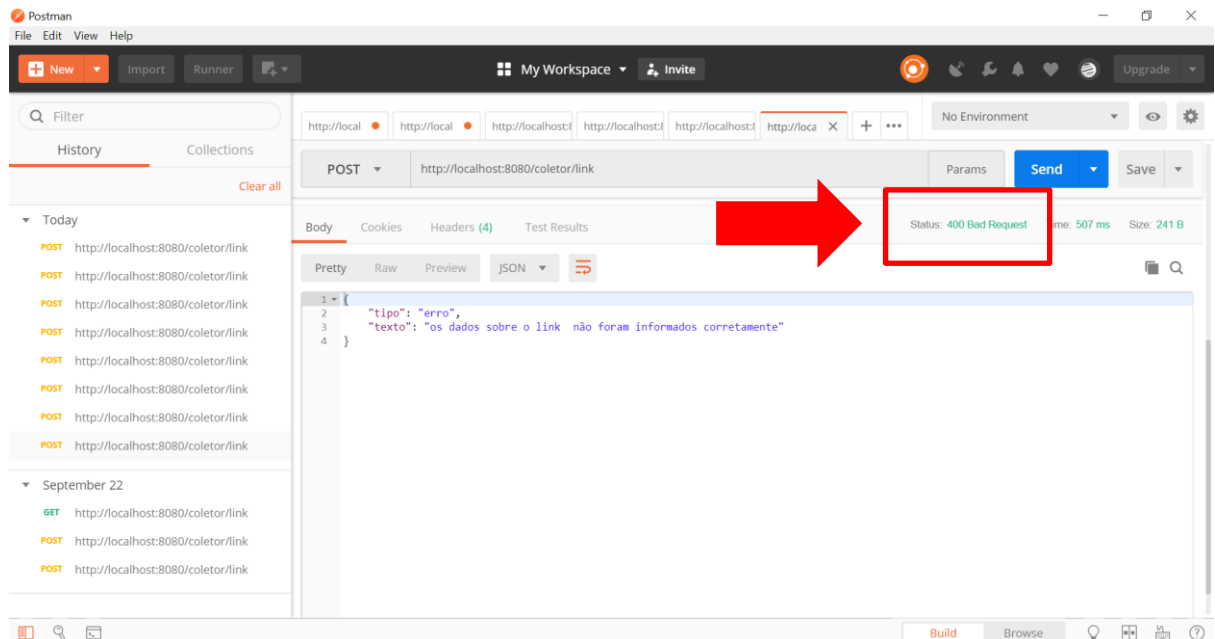 Postman
File Edit View Help
New Import Runner My Workspace Invite Upgrade
Filter
History Collections
Clear all
Today
POST http://localhost:8080/coletor/link
POST http://localhost:8080/coletor/link
POST http://localhost:8080/coletor/link
POST http://localhost:8080/coletor/link
POST http://localhost:8080/coletor/link
POST http://localhost:8080/coletor/link
POST http://localhost:8080/coletor/link
POST http://localhost:8080/coletor/link
September 22
GET http://localhost:8080/coletor/link
POST http://localhost:8080/coletor/link
POST http://localhost:8080/coletor/link
http://local http://local http://localhost:8 http://localhost:8 http://localhost:8 http://loca No Environment
POST http://localhost:8080/coletor/link Params Send Save
Body Cookies Headers (4) Test Results Status: 400 Bad Request me: 507 ms Size: 241 B
Pretty Raw Preview JSON
1 {
2 "tipo": "erro",
3 "texto": "os dados sobre o link  não foram informados corretamente"
4 }
Build Browse